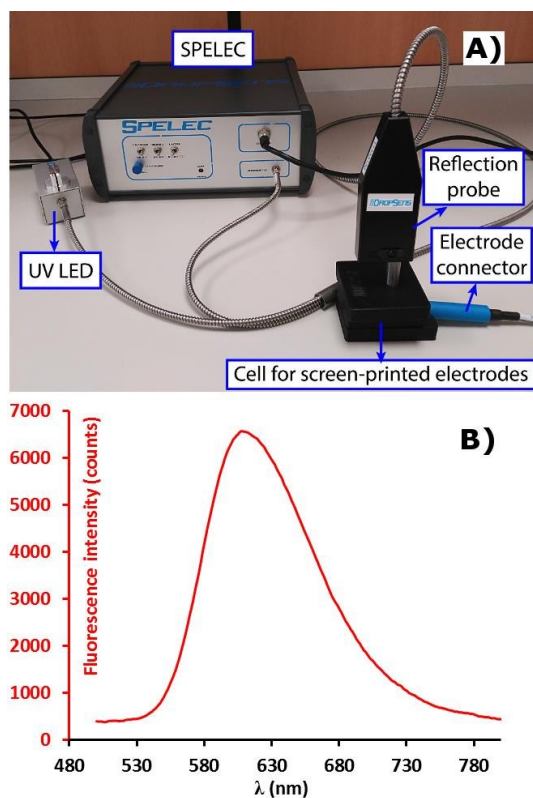 SPELEC
A)
SPELEC
DROPSENS
Reflection
probe
UV LED
Electrode
connector
Cell for screen-printed electrodes
B)
Fluorescence intensity (counts)
7000
6000
5000
4000
3000
2000
1000
0
480 530 580 630 680 730 780
λ (nm)